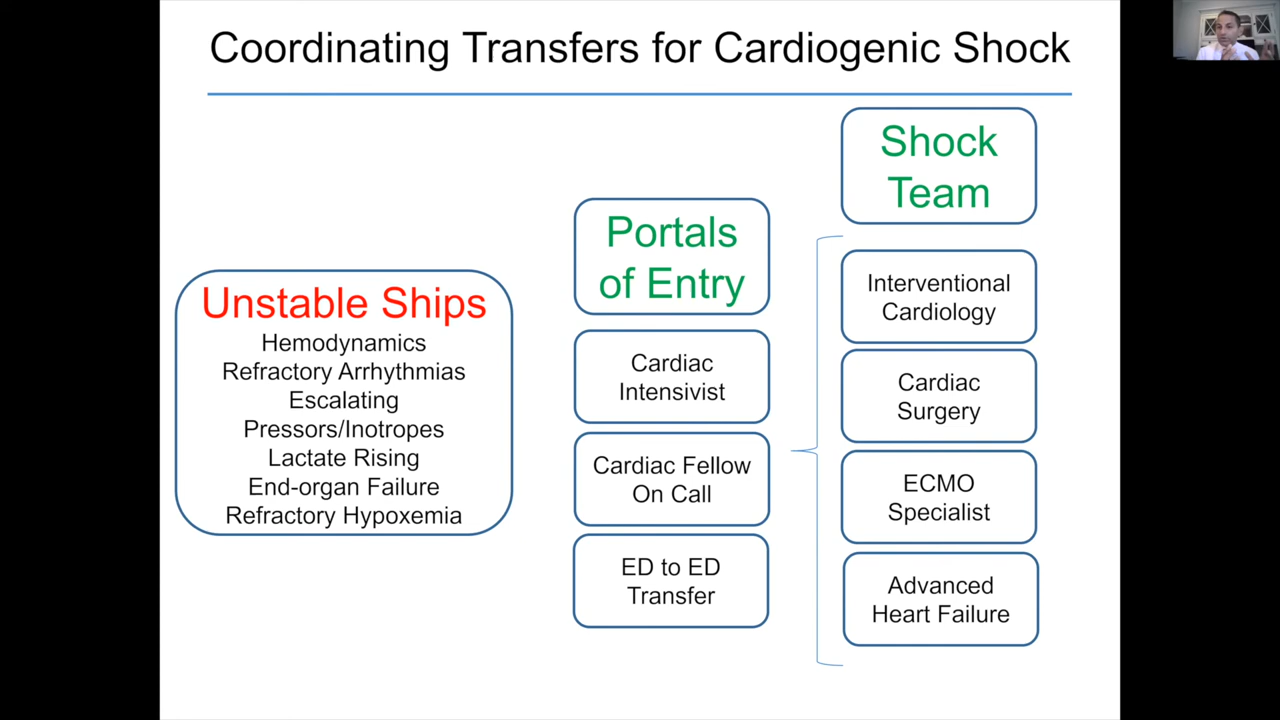 Coordinating Transfers for Cardiogenic Shock
Unstable Ships
Hemodynamics
Refractory Arrhythmias
Escalating
Pressors/Inotropes
Lactate Rising
End-organ Failure
Refractory Hypoxemia
Portals
of Entry
Cardiac
Intensivist
Cardiac Fellow
On Call
ED to ED
Transfer
Shock
Team
Interventional
Cardiology
Cardiac
Surgery
ECMO
Specialist
Advanced
Heart Failure